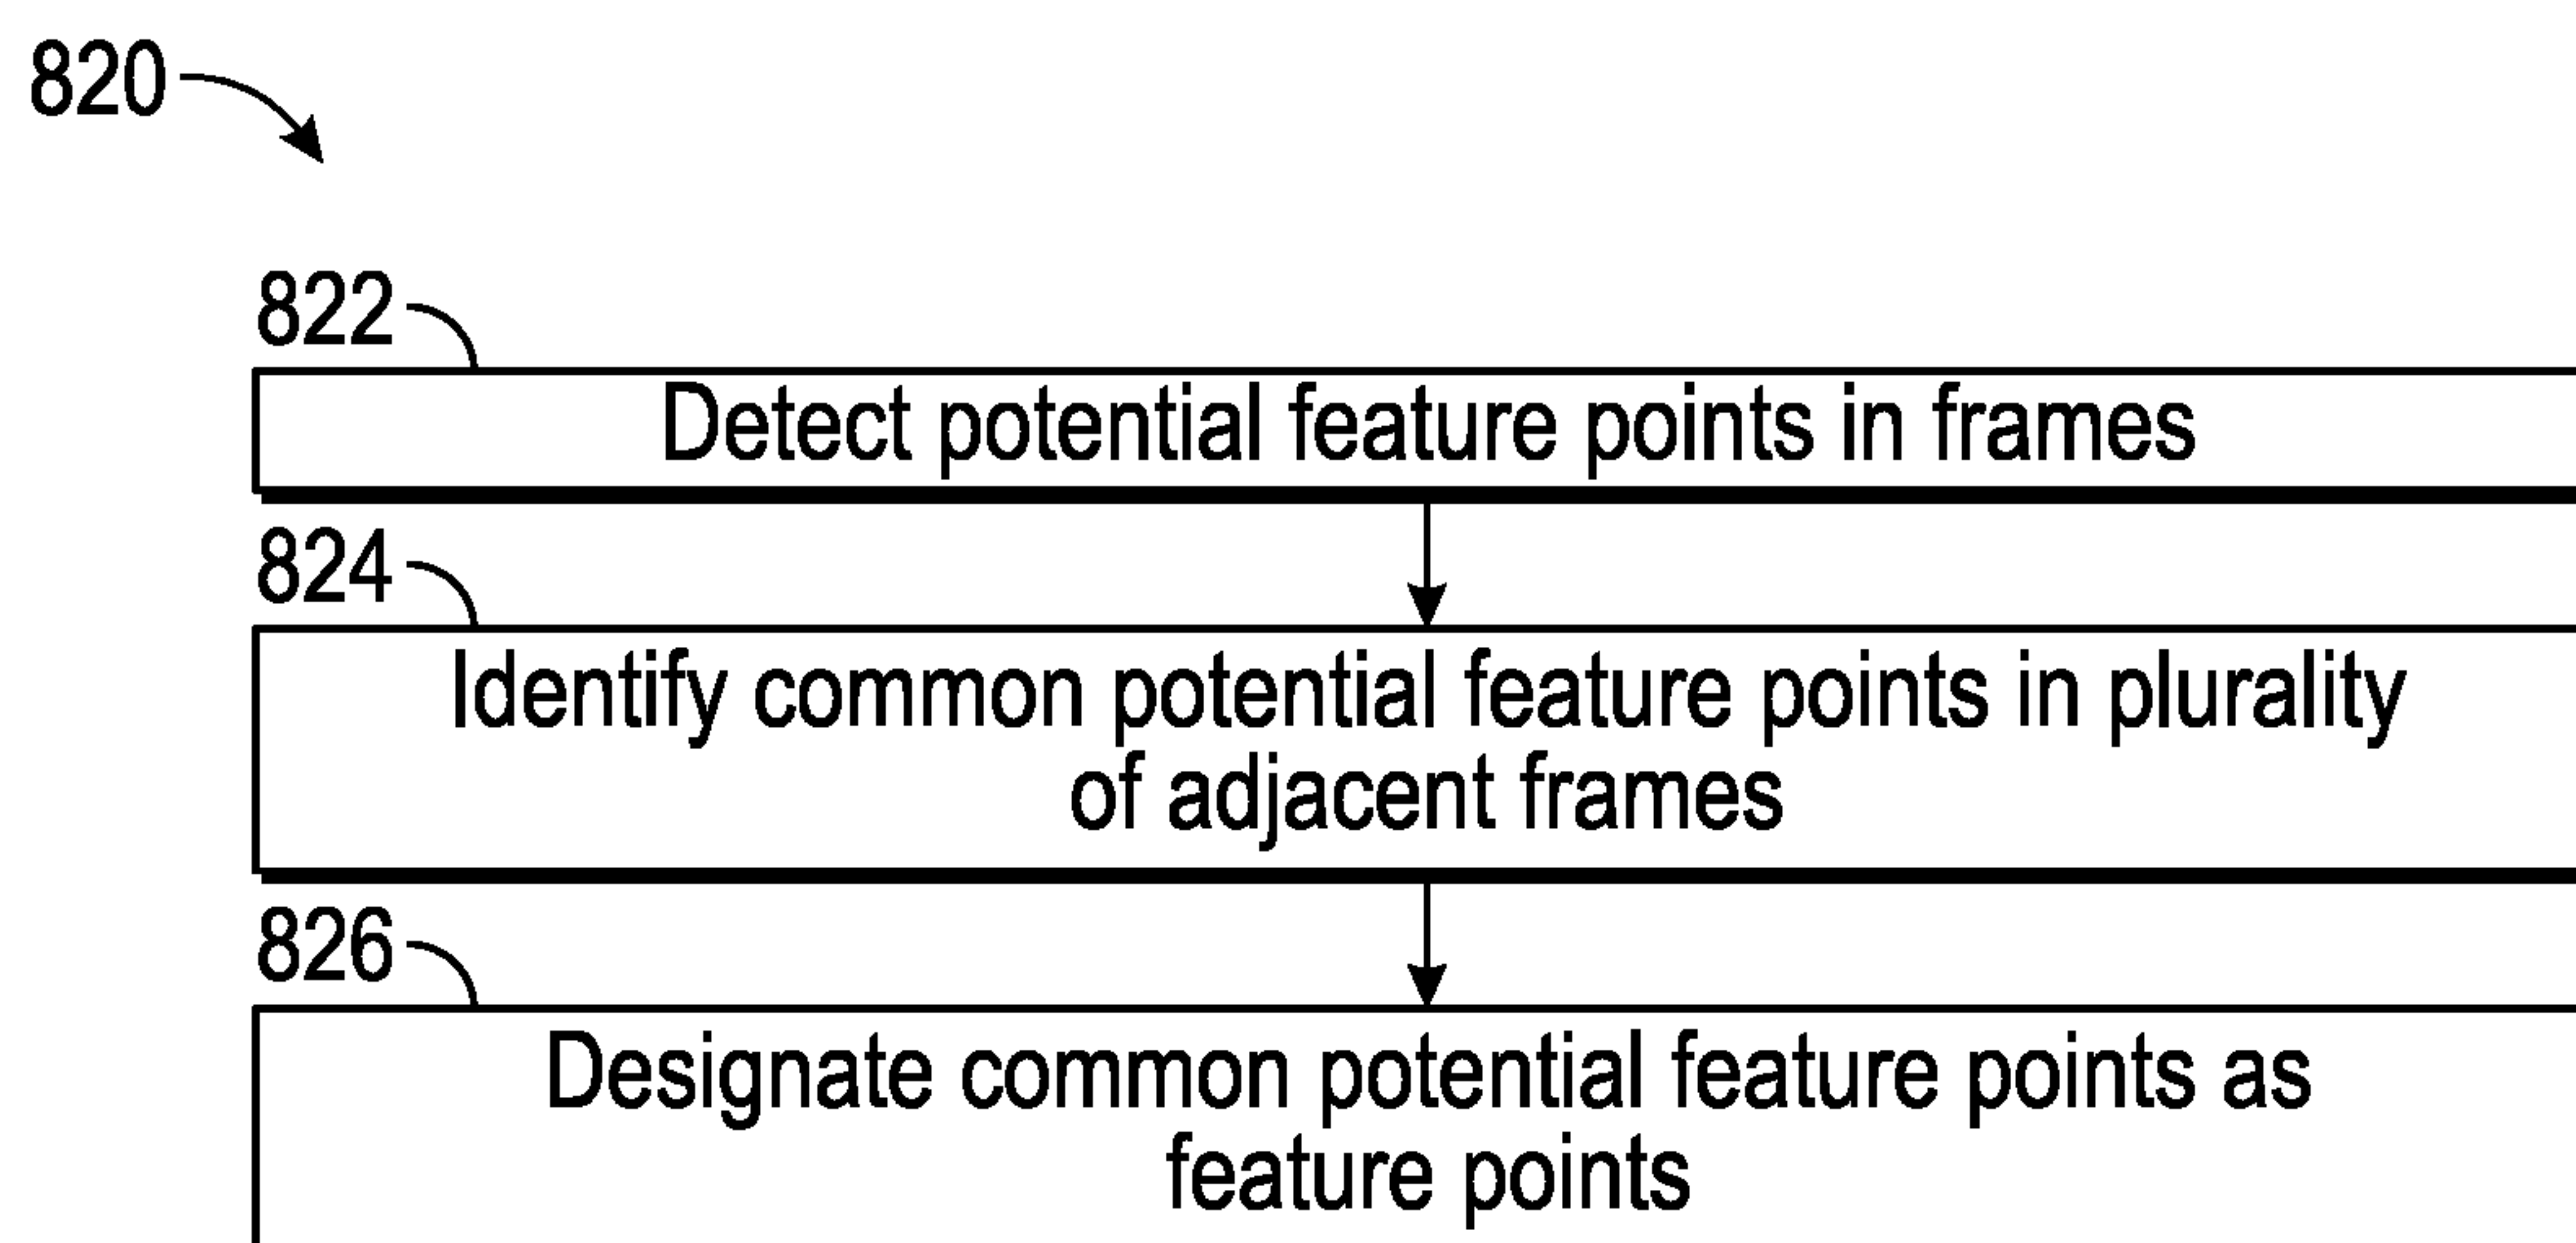 820
822
Detect potential feature points in frames
824
Identify common potential feature points in plurality
of adjacent frames
826
Designate common potential feature points as
feature points